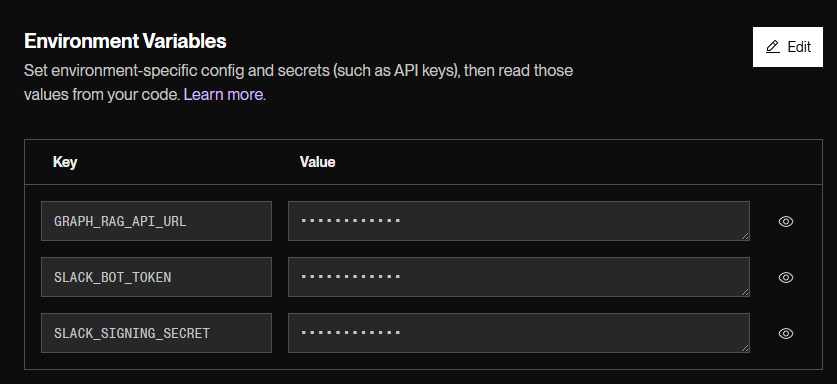 Environment Variables
Edit
Set environment-specific config and secrets (such as API keys), then read those
values from your code. Learn more.
Key Value
GRAPH_RAG_API_URL ••••••••••••
SLACK_BOT_TOKEN ••••••••••••
SLACK_SIGNING_SECRET ••••••••••••